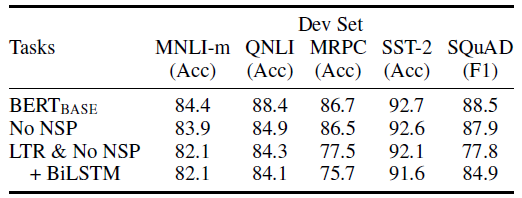 Dev Set
Tasks MNLI-m QNLI MRPC SST-2 SQuAD
(Acc) (Acc) (Acc) (Acc) (F1)
BERTBASE 84.4 88.4 86.7 92.7 88.5
No NSP 83.9 84.9 86.5 92.6 87.9
LTR & No NSP 82.1 84.3 77.5 92.1 77.8
+ BiLSTM 82.1 84.1 75.7 91.6 84.9